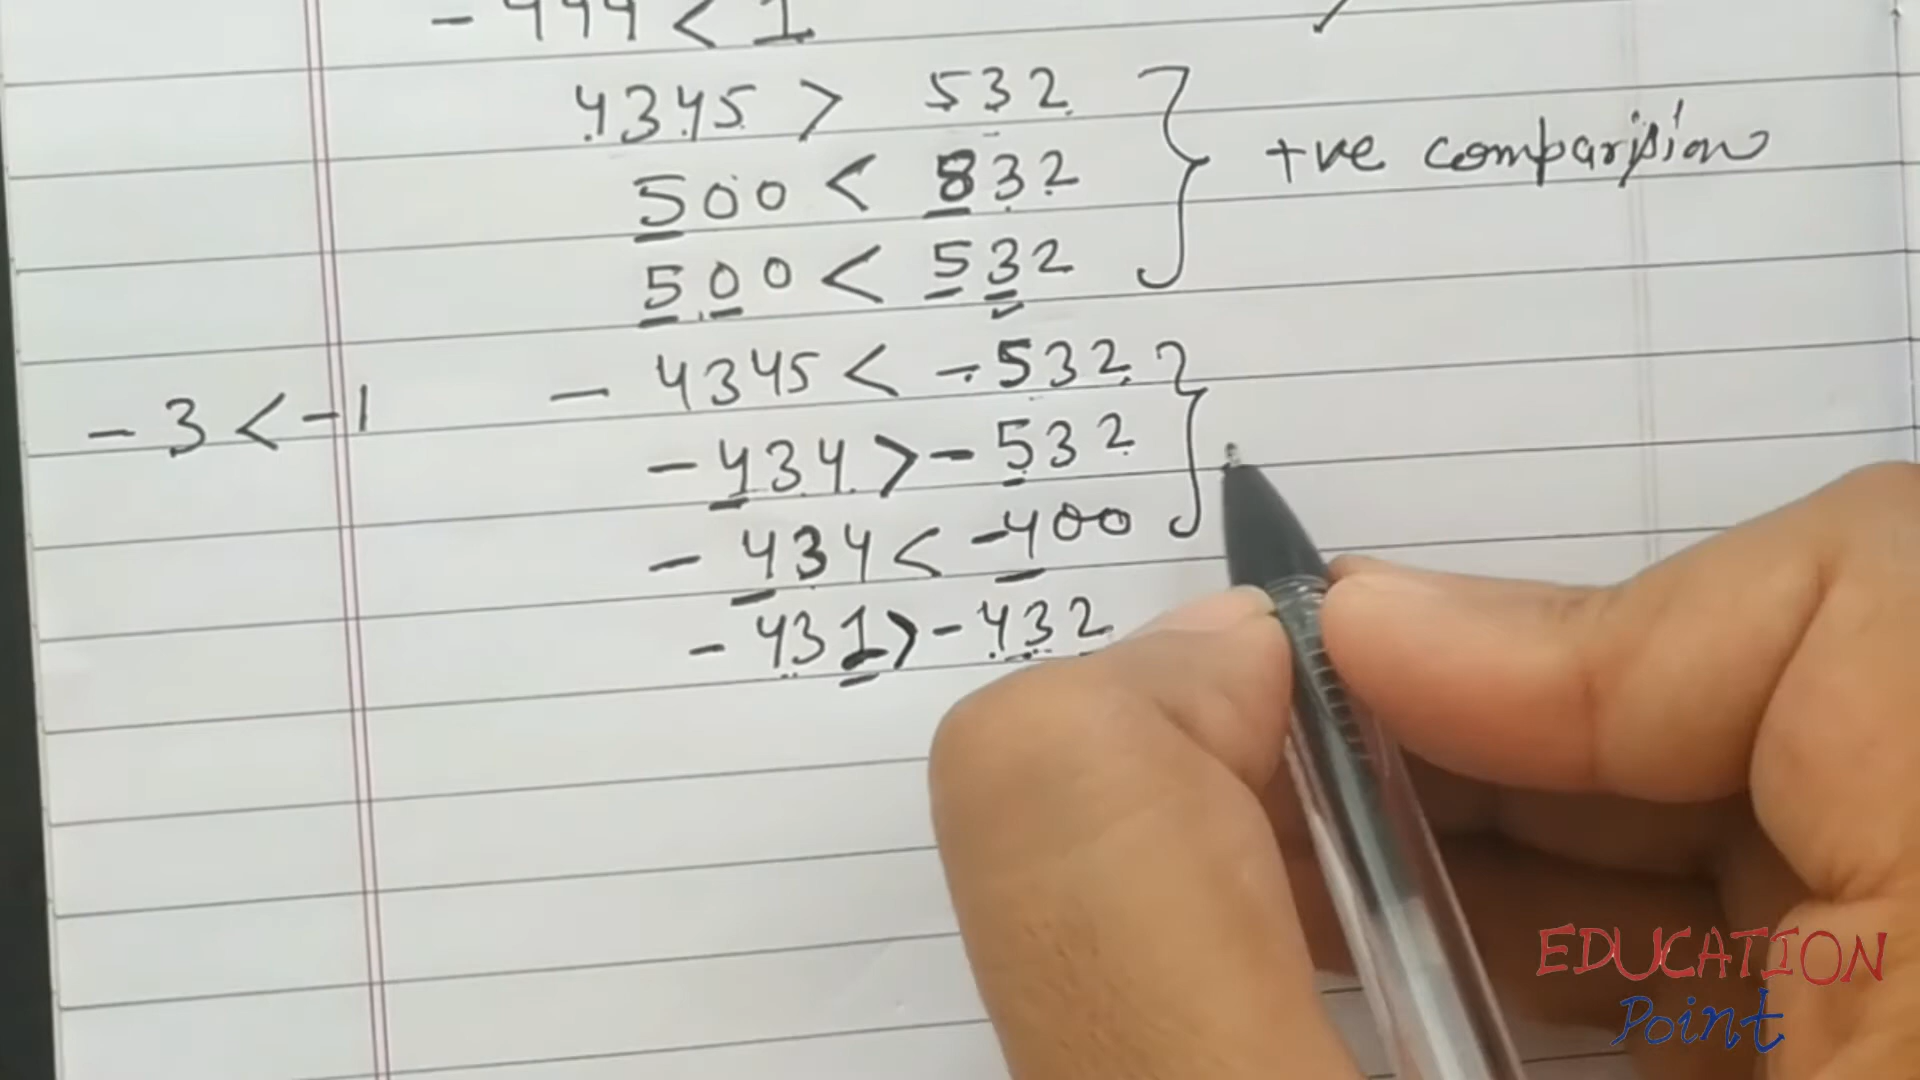 - 999 < 1
4345 > 532
500 < 832
+ve comparision
500 < 532
- 4345 < - 532
- 3 < -1
- 434 > - 532
- 434 < -400
- 431 > - 432
EDUCATION
Point